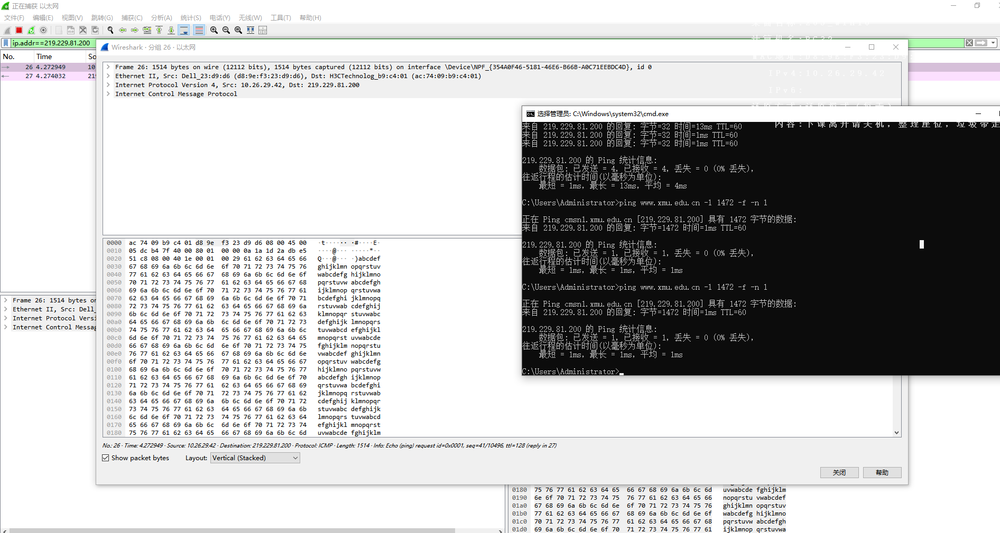 正在捕获 以太网
文件(F) 编辑(E) 视图(V) 跳转(G) 捕获(C) 分析(A) 统计(S) 电话(Y) 无线(W) 工具(T) 帮助(H)
ip.addr==219.229.81.200
No. Time So
26 4.272949 10
27 4.274032 219
Wireshark · 分组 26 · 以太网
Frame 26: 1514 bytes on wire (12112 bits), 1514 bytes captured (12112 bits) on interface \Device\NPF_{354A0F46-5181-46E6-B66B-A0C71EEBDC4D}, id 0
Ethernet II, Src: Dell_23:d9:d6 (d8:9e:f3:23:d9:d6), Dst: H3CTechnolog_b9:c4:01 (ac:74:09:b9:c4:01)
Internet Protocol Version 4, Src: 10.26.29.42, Dst: 219.229.81.200
Internet Control Message Protocol
IPv4:10.26.29.42
IPv6:
内容:下课离开请关机, 整理座位, 垃圾带走
选择管理员: C:\Windows\system32\cmd.exe
来自 219.229.81.200 的回复: 字节=32 时间=13ms TTL=60
来自 219.229.81.200 的回复: 字节=32 时间=1ms TTL=60
来自 219.229.81.200 的回复: 字节=32 时间=1ms TTL=60
219.229.81.200 的 Ping 统计信息:
数据包: 已发送 = 4, 已接收 = 4, 丢失 = 0 (0% 丢失),
往返行程的估计时间(以毫秒为单位):
最短 = 1ms, 最长 = 13ms, 平均 = 4ms
C:\Users\Administrator>ping www.xmu.edu.cn -l 1472 -f -n 1
正在 Ping cmsn1.xmu.edu.cn [219.229.81.200] 具有 1472 字节的数据:
来自 219.229.81.200 的回复: 字节=1472 时间=1ms TTL=60
219.229.81.200 的 Ping 统计信息:
数据包: 已发送 = 1, 已接收 = 1, 丢失 = 0 (0% 丢失),
往返行程的估计时间(以毫秒为单位):
最短 = 1ms, 最长 = 1ms, 平均 = 1ms
C:\Users\Administrator>ping www.xmu.edu.cn -l 1472 -f -n 1
正在 Ping cmsn1.xmu.edu.cn [219.229.81.200] 具有 1472 字节的数据:
来自 219.229.81.200 的回复: 字节=1472 时间=1ms TTL=60
219.229.81.200 的 Ping 统计信息:
数据包: 已发送 = 1, 已接收 = 1, 丢失 = 0 (0% 丢失),
往返行程的估计时间(以毫秒为单位):
最短 = 1ms, 最长 = 1ms, 平均 = 1ms
C:\Users\Administrator>
0000 ac 74 09 b9 c4 01 d8 9e f3 23 d9 d6 08 00 45 00 ·t······ ·#····E·
0010 05 dc b4 7f 40 00 80 01 00 00 0a 1a 1d 2a db e5 ····@··· ·····*··
0020 51 c8 08 00 40 1e 00 01 00 29 61 62 63 64 65 66 Q···@··· ·)abcdef
0030 67 68 69 6a 6b 6c 6d 6e 6f 70 71 72 73 74 75 76 ghijklmn opqrstuv
0040 77 61 62 63 64 65 66 67 68 69 6a 6b 6c 6d 6e 6f wabcdefg hijklmno
0050 70 71 72 73 74 75 76 77 61 62 63 64 65 66 67 68 pqrstuvw abcdefgh
0060 69 6a 6b 6c 6d 6e 6f 70 71 72 73 74 75 76 77 61 ijklmnop qrstuvwa
0070 62 63 64 65 66 67 68 69 6a 6b 6c 6d 6e 6f 70 71 bcdefghi jklmnopq
0080 72 73 74 75 76 77 61 62 63 64 65 66 67 68 69 6a rstuvwab cdefghij
0090 6b 6c 6d 6e 6f 70 71 72 73 74 75 76 77 61 62 63 klmnopqr stuvwabc
00a0 64 65 66 67 68 69 6a 6b 6c 6d 6e 6f 70 71 72 73 defghijk lmnopqrs
00b0 74 75 76 77 61 62 63 64 65 66 67 68 69 6a 6b 6c tuvwabcd efghijkl
00c0 6d 6e 6f 70 71 72 73 74 75 76 77 61 62 63 64 65 mnopqrst uvwabcde
00d0 66 67 68 69 6a 6b 6c 6d 6e 6f 70 71 72 73 74 75 fghijklm nopqrstu
00e0 76 77 61 62 63 64 65 66 67 68 69 6a 6b 6c 6d 6e vwabcdef ghijklmn
00f0 6f 70 71 72 73 74 75 76 77 61 62 63 64 65 66 67 opqrstuv wabcdefg
0100 68 69 6a 6b 6c 6d 6e 6f 70 71 72 73 74 75 76 77 hijklmno pqrstuvw
0110 61 62 63 64 65 66 67 68 69 6a 6b 6c 6d 6e 6f 70 abcdefgh ijklmnop
0120 71 72 73 74 75 76 77 61 62 63 64 65 66 67 68 69 qrstuvwa bcdefghi
0130 6a 6b 6c 6d 6e 6f 70 71 72 73 74 75 76 77 61 62 jklmnopq rstuvwab
0140 63 64 65 66 67 68 69 6a 6b 6c 6d 6e 6f 70 71 72 cdefghij klmnopqr
0150 73 74 75 76 77 61 62 63 64 65 66 67 68 69 6a 6b stuvwabc defghijk
0160 6c 6d 6e 6f 70 71 72 73 74 75 76 77 61 62 63 64 lmnopqrs tuvwabcd
0170 65 66 67 68 69 6a 6b 6c 6d 6e 6f 70 71 72 73 74 efghijkl mnopqrst
0180 75 76 77 61 62 63 64 65 66 67 68 69 6a 6b 6c 6d uvwabcde fghijklm
No.: 26 · Time: 4.272949 · Source: 10.26.29.42 · Destination: 219.229.81.200 · Protocol: ICMP · Length: 1514 · Info: Echo (ping) request id=0x0001, seq=41/10496, ttl=128 (reply in 27)
Show packet bytes Layout: Vertical (Stacked)
关闭 帮助
Frame 26: 1514 bytes on
Ethernet II, Src: Dell_
Internet Protocol Versi
Internet Control Messag
0180 75 76 77 61 62 63 64 65 66 67 68 69 6a 6b 6c 6d uvwabcde fghijklm
0190 6e 6f 70 71 72 73 74 75 76 77 61 62 63 64 65 66 nopqrstu vwabcdef
01a0 67 68 69 6a 6b 6c 6d 6e 6f 70 71 72 73 74 75 76 ghijklmn opqrstuv
01b0 77 61 62 63 64 65 66 67 68 69 6a 6b 6c 6d 6e 6f wabcdefg hijklmno
01c0 70 71 72 73 74 75 76 77 61 62 63 64 65 66 67 68 pqrstuvw abcdefgh
01d0 69 6a 6b 6c 6d 6e 6f 70 71 72 73 74 75 76 77 61 ijklmnop qrstuvwa